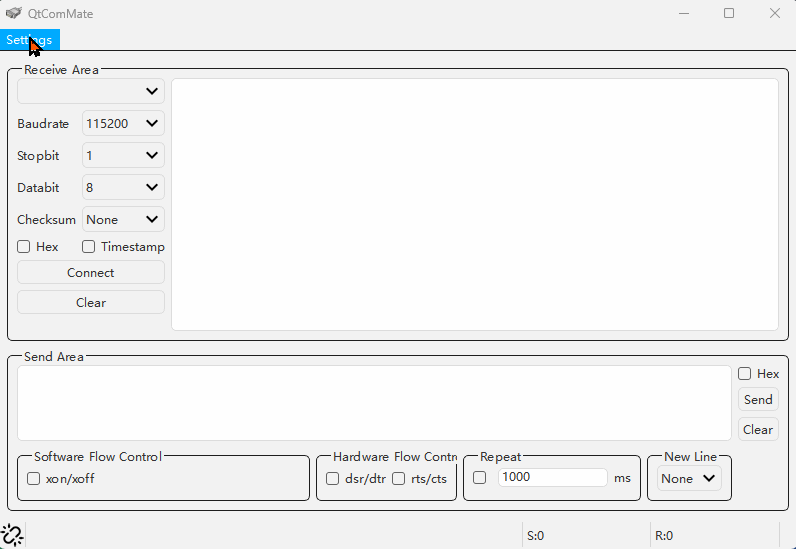 QtComMate
Settings
Receive Area
Baudrate 115200
Stopbit 1
Databit 8
Checksum None
Hex Timestamp
Connect
Clear
Send Area
Hex
Send
Clear
Software Flow Control
xon/xoff
Hardware Flow Contr
dsr/dtr rts/cts
Repeat
1000 ms
New Line
None
S:0 R:0